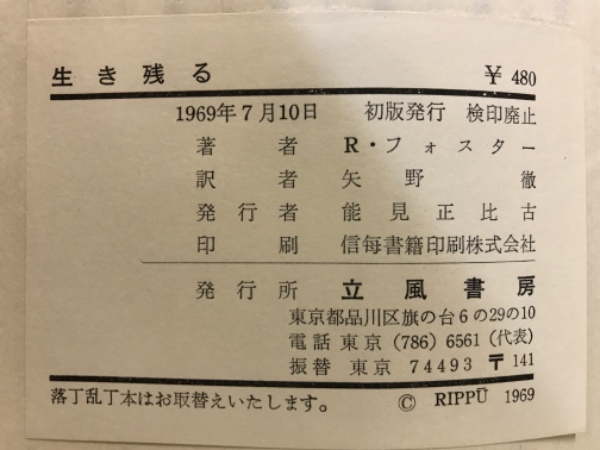 生き残る ￥480
1969年7月10日 初版発行 検印廃止
著者 R・フォスター
訳者 矢野徹
発行者 能見正比古
印刷 信毎書籍印刷株式会社
発行所 立風書房
東京都品川区旗の台6の29の10
電話 東京 (786) 6561 (代表)
振替 東京 74493 〒141
落丁乱丁本はお取替えいたします。 © RIPPŪ 1969